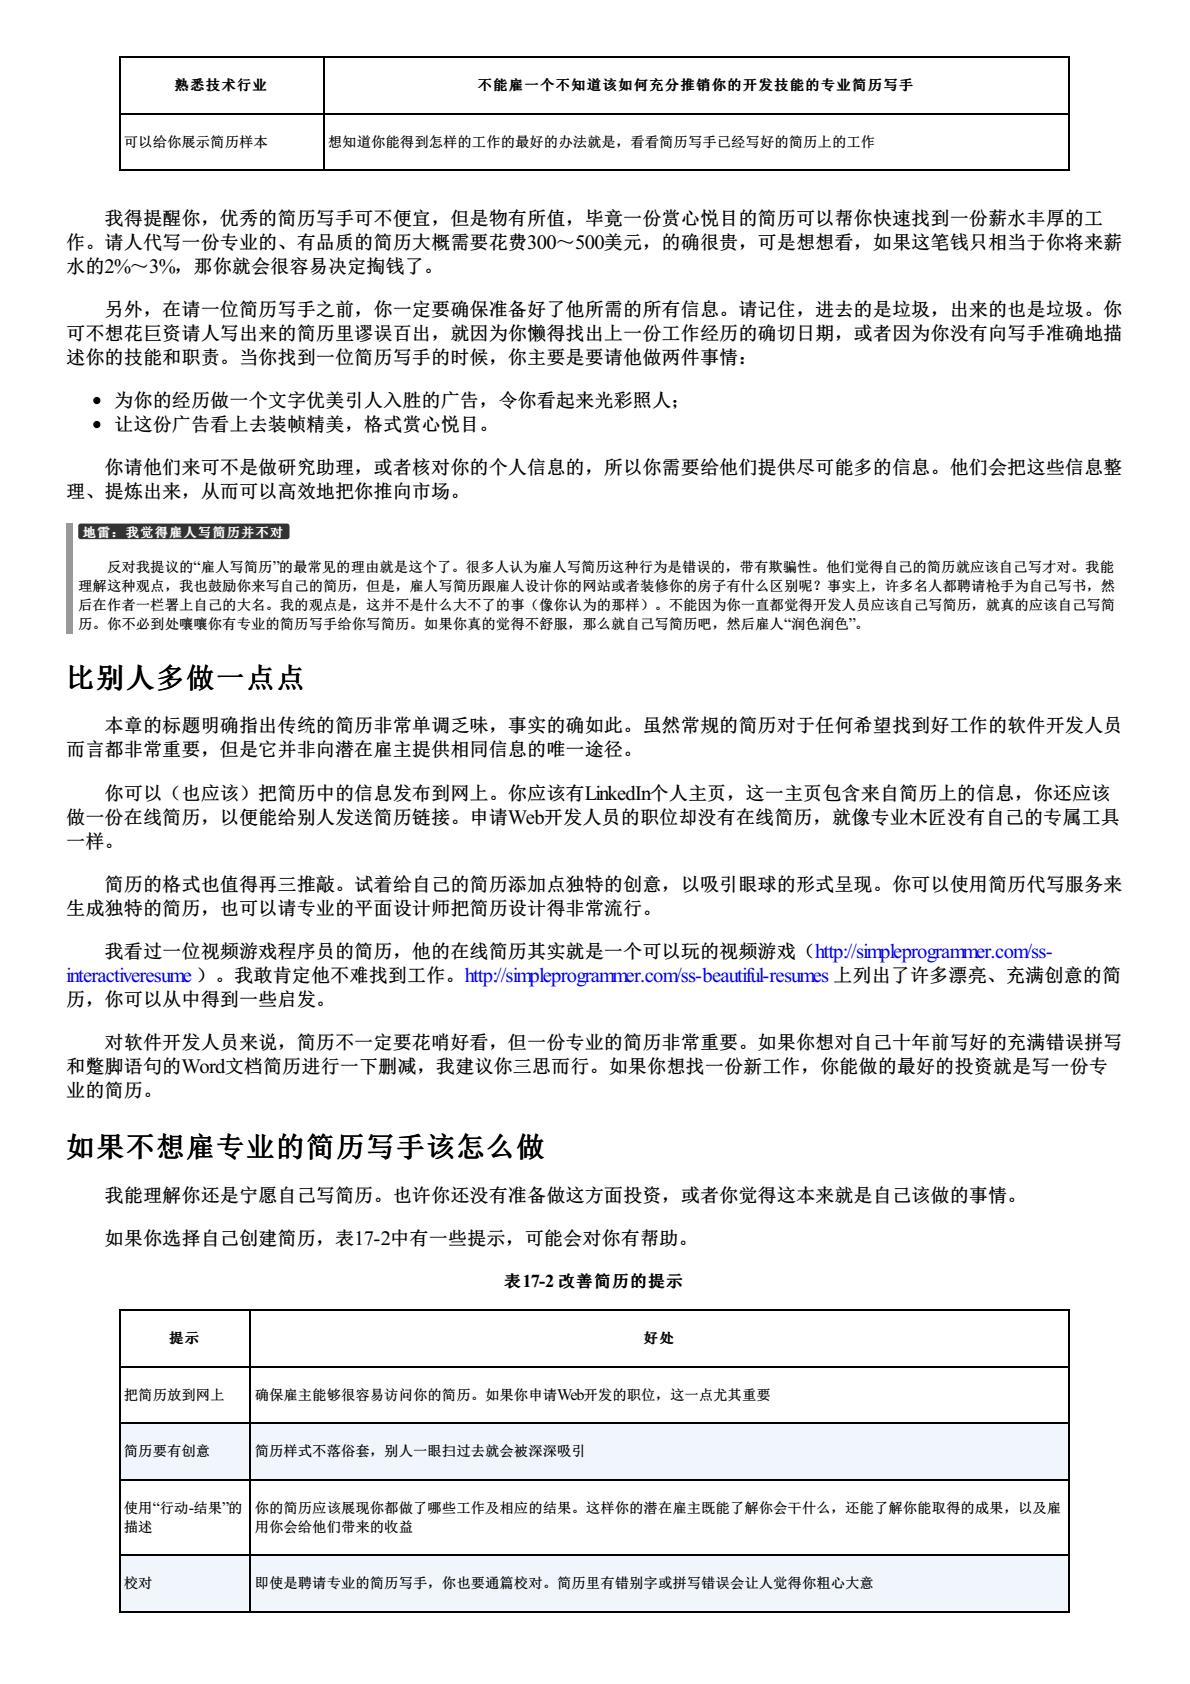 熟悉技术行业 不能雇一个不知道该如何充分推销你的开发技能的专业简历写手
可以给你展示简历样本 想知道你能得到怎样的工作的最好的办法就是，看看简历写手已经写好的简历上的工作
我得提醒你，优秀的简历写手可不便宜，但是物有所值，毕竟一份赏心悦目的简历可以帮你快速找到一份薪水丰厚的工
作。请人代写一份专业的、有品质的简历大概需要花费300～500美元，的确很贵，可是想想看，如果这笔钱只相当于你将来薪
水的2%～3%，那你就会很容易决定掏钱了。
另外，在请一位简历写手之前，你一定要确保准备好了他所需的所有信息。请记住，进去的是垃圾，出来的也是垃圾。你
可不想花巨资请人写出来的简历里谬误百出，就因为你懒得找出上一份工作经历的确切日期，或者因为你没有向写手准确地描
述你的技能和职责。当你找到一位简历写手的时候，你主要是要请他做两件事情：
● 为你的经历做一个文字优美引人入胜的广告，令你看起来光彩照人；
● 让这份广告看上去装帧精美，格式赏心悦目。
你请他们来可不是做研究助理，或者核对你的个人信息的，所以你需要给他们提供尽可能多的信息。他们会把这些信息整
理、提炼出来，从而可以高效地把你推向市场。
地雷：我觉得雇人写简历并不对
反对我提议的“雇人写简历”的最常见的理由就是这个了。很多人认为雇人写简历这种行为是错误的，带有欺骗性。他们觉得自己的简历就应该自己写才对。我能
理解这种观点，我也鼓励你来写自己的简历，但是，雇人写简历跟雇人设计你的网站或者装修你的房子有什么区别呢？事实上，许多名人都聘请枪手为自己写书，然
后在作者一栏署上自己的大名。我的观点是，这并不是什么大不了的事（像你认为的那样）。不能因为你一直都觉得开发人员应该自己写简历，就真的应该自己写简
历。你不必到处嚷嚷你有专业的简历写手给你写简历。如果你真的觉得不舒服，那么就自己写简历吧，然后雇人“润色润色”。
比别人多做一点点
本章的标题明确指出传统的简历非常单调乏味，事实的确如此。虽然常规的简历对于任何希望找到好工作的软件开发人员
而言都非常重要，但是它并非向潜在雇主提供相同信息的唯一途径。
你可以（也应该）把简历中的信息发布到网上。你应该有LinkedIn个人主页，这一主页包含来自简历上的信息，你还应该
做一份在线简历，以便能给别人发送简历链接。申请Web开发人员的职位却没有在线简历，就像专业木匠没有自己的专属工具
一样。
简历的格式也值得再三推敲。试着给自己的简历添加点独特的创意，以吸引眼球的形式呈现。你可以使用简历代写服务来
生成独特的简历，也可以请专业的平面设计师把简历设计得非常流行。
我看过一位视频游戏程序员的简历，他的在线简历其实就是一个可以玩的视频游戏（http://simpleprogrammer.com/ss-
interactiveresume ）。我敢肯定他不难找到工作。http://simpleprogrammer.com/ss-beautiful-resumes 上列出了许多漂亮、充满创意的简
历，你可以从中得到一些启发。
对软件开发人员来说，简历不一定要花哨好看，但一份专业的简历非常重要。如果你想对自己十年前写好的充满错误拼写
和蹩脚语句的Word文档简历进行一下删减，我建议你三思而行。如果你想找一份新工作，你能做的最好的投资就是写一份专
业的简历。
如果不想雇专业的简历写手该怎么做
我能理解你还是宁愿自己写简历。也许你还没有准备做这方面投资，或者你觉得这本来就是自己该做的事情。
如果你选择自己创建简历，表17-2中有一些提示，可能会对你有帮助。
表17-2 改善简历的提示
提示 好处
把简历放到网上 确保雇主能够很容易访问你的简历。如果你申请Web开发的职位，这一点尤其重要
简历要有创意 简历样式不落俗套，别人一眼扫过去就会被深深吸引
使用“行动-结果”的 你的简历应该展现你都做了哪些工作及相应的结果。这样你的潜在雇主既能了解你会干什么，还能了解你能取得的成果，以及雇
描述 用你会给他们带来的收益
校对 即使是聘请专业的简历写手，你也要通篇校对。简历里有错别字或拼写错误会让人觉得你粗心大意